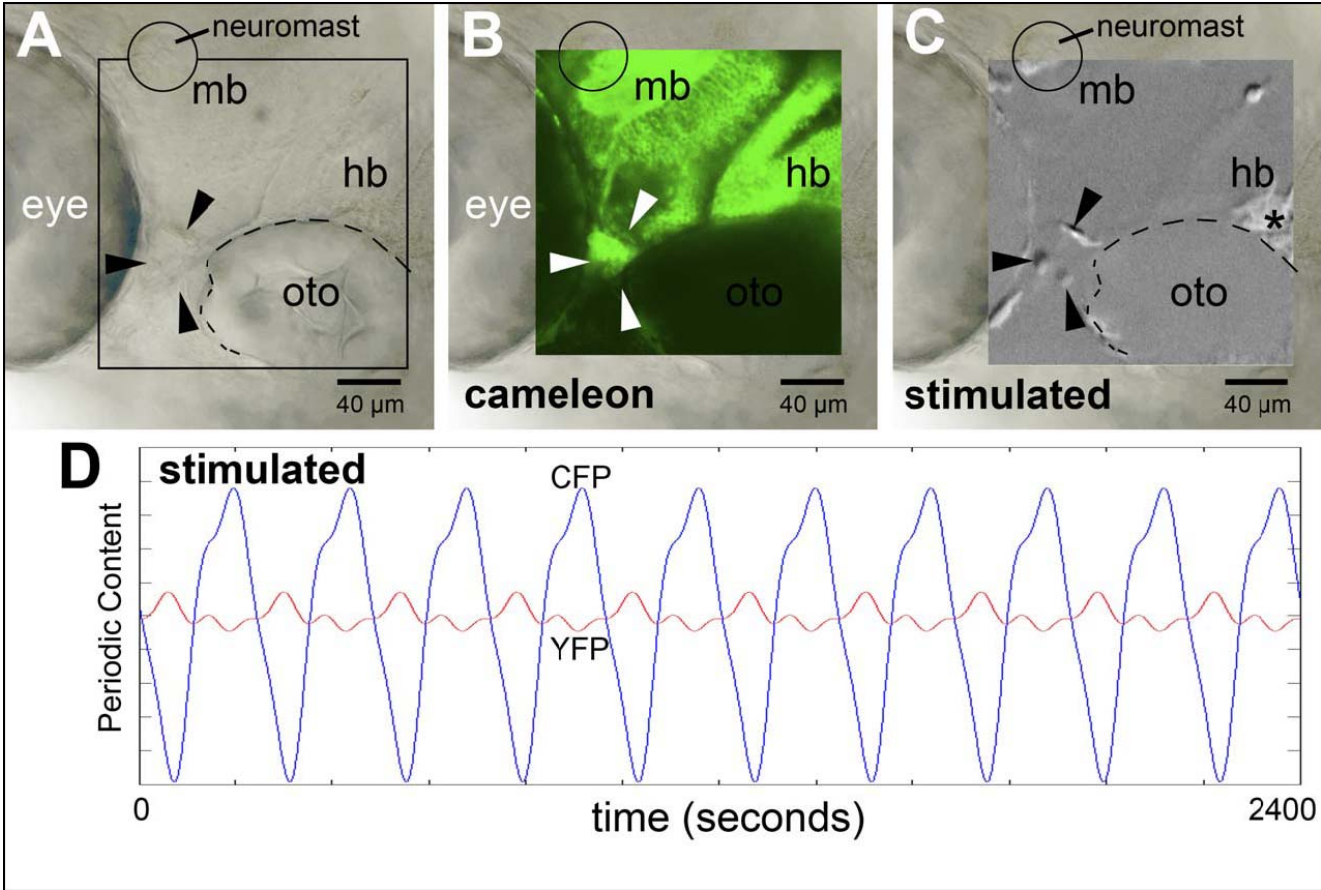 A
neuromast
mb
hb
eye
oto
40 µm
B
mb
hb
eye
oto
cameleon
40 µm
C
neuromast
mb
hb
eye
*
oto
stimulated
40 µm
D
stimulated
CFP
YFP
Periodic Content
0
time (seconds)
2400